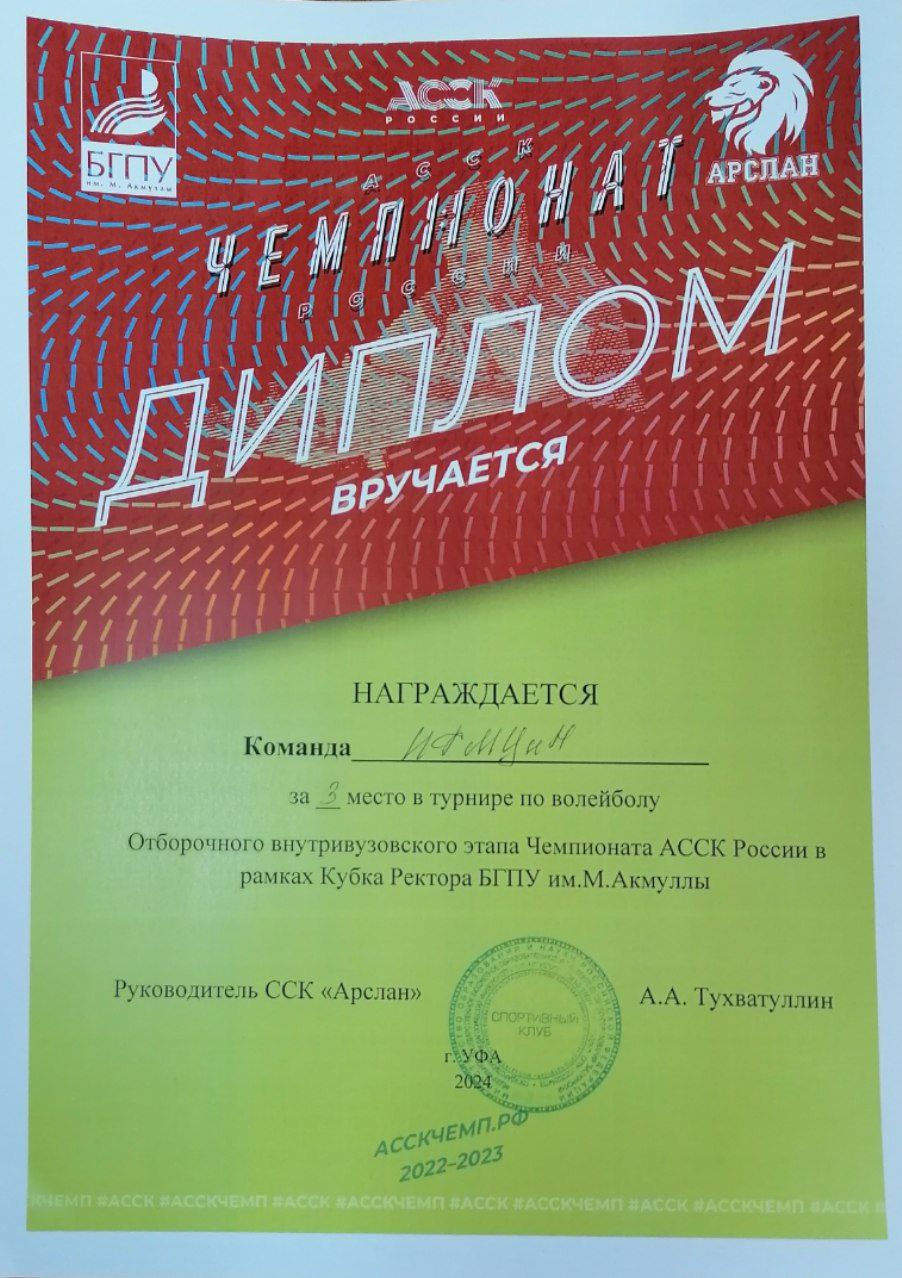 БГПУ
им. М. Акмуллы
АССК
РОССИИ
АРСЛАН
АССК
ЧЕМПИОНАТ
РОССИИ
ДИПЛОМ
ВРУЧАЕТСЯ
НАГРАЖДАЕТСЯ
Команда ИФМЦиН
за 3 место в турнире по волейболу
Отборочного внутривузовского этапа Чемпионата АССК России в
рамках Кубка Ректора БГПУ им.М.Акмуллы
Руководитель ССК «Арслан»
А.А. Тухватуллин
СПОРТИВНЫЙ
КЛУБ
г. УФА
2024
АССКЧЕМП.РФ
2022–2023
#АССК #АССКЧЕМП #АССК #АССКЧЕМП #АССК #АССКЧЕМП #АССК #АССКЧЕМП #АССК